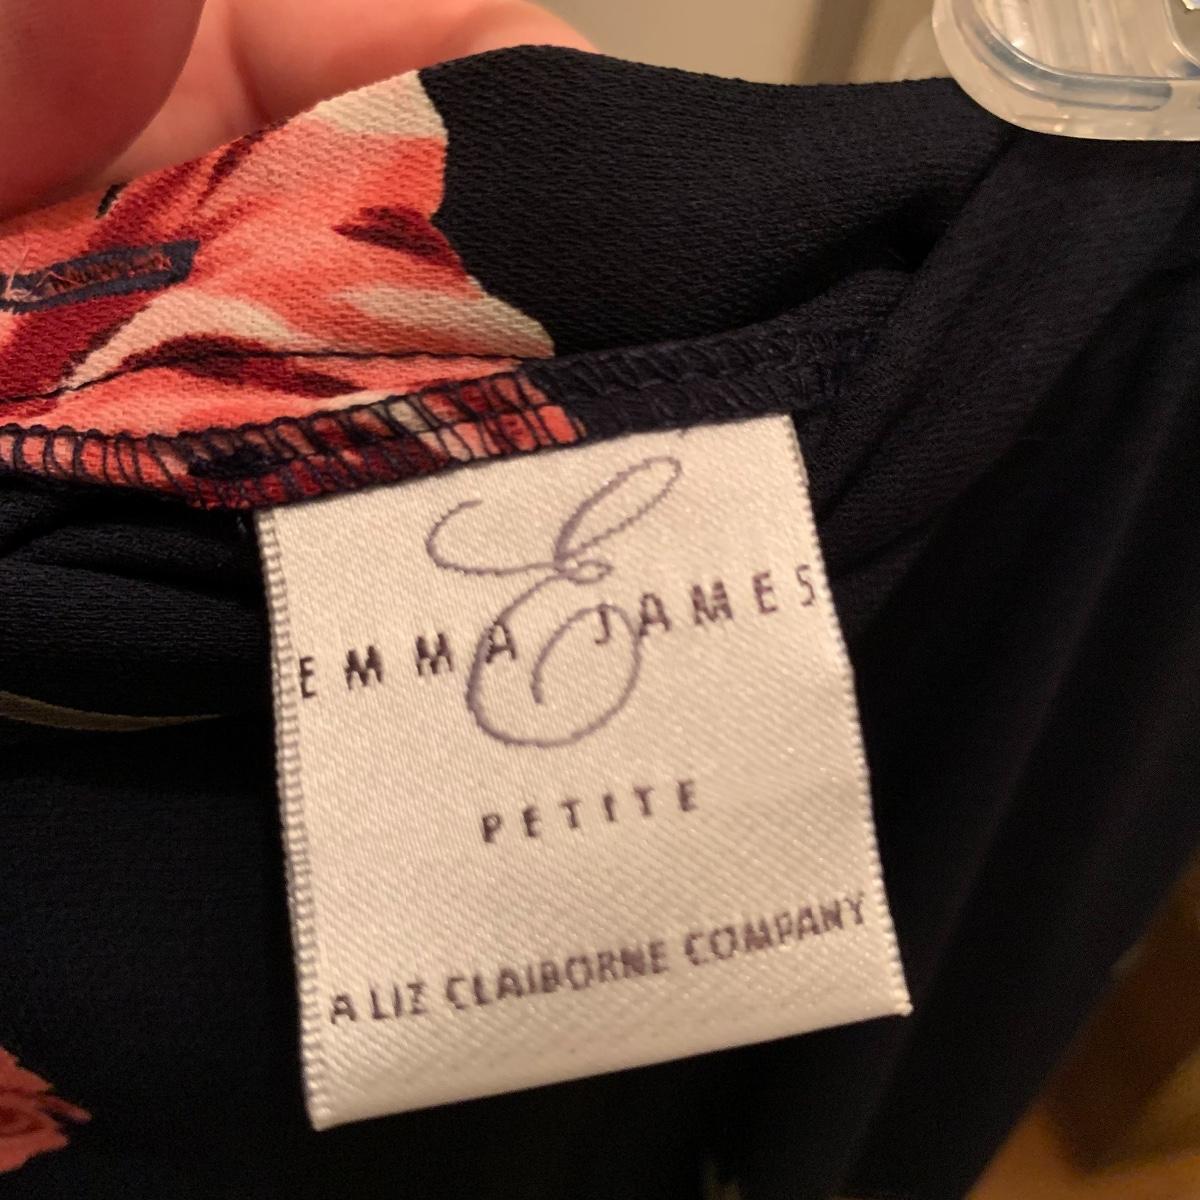 E
EMMA JAMES
PETITE
A LIZ CLAIBORNE COMPANY